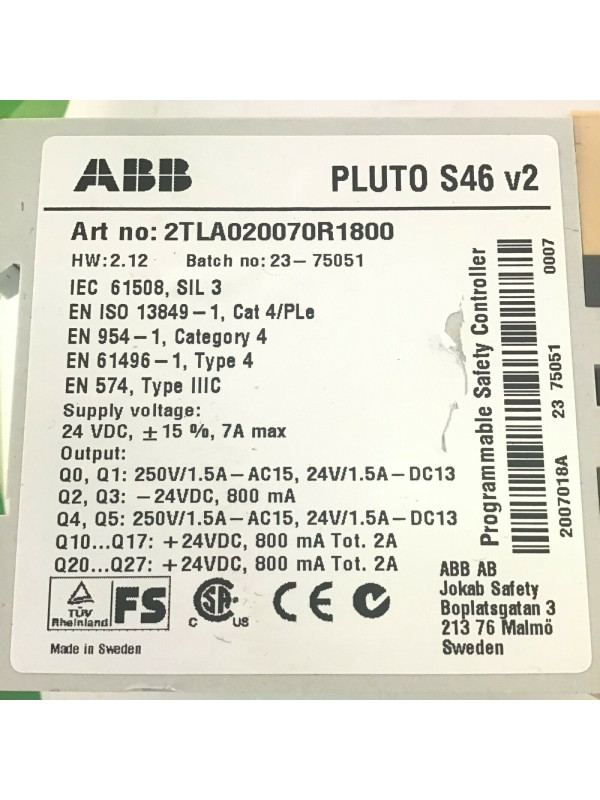 ABB
PLUTO S46 v2
Art no: 2TLA020070R1800
HW:2.12 Batch no: 23-75051
IEC 61508, SIL 3
EN ISO 13849-1, Cat 4/PLe
EN 954-1, Category 4
EN 61496-1, Type 4
EN 574, Type IIIC
Supply voltage:
24 VDC, ±15 %, 7A max
Output:
Q0, Q1: 250V/1.5A-AC15, 24V/1.5A-DC13
Q2, Q3: -24VDC, 800 mA
Q4, Q5: 250V/1.5A-AC15, 24V/1.5A-DC13
Q10...Q17: +24VDC, 800 mA Tot. 2A
Q20...Q27: +24VDC, 800 mA Tot. 2A
TÜV
Rheinland
FS
C SA US
CE
Made in Sweden
Programmable Safety Controller
2007018A 23 75051 0007
ABB AB
Jokab Safety
Boplatsgatan 3
213 76 Malmö
Sweden